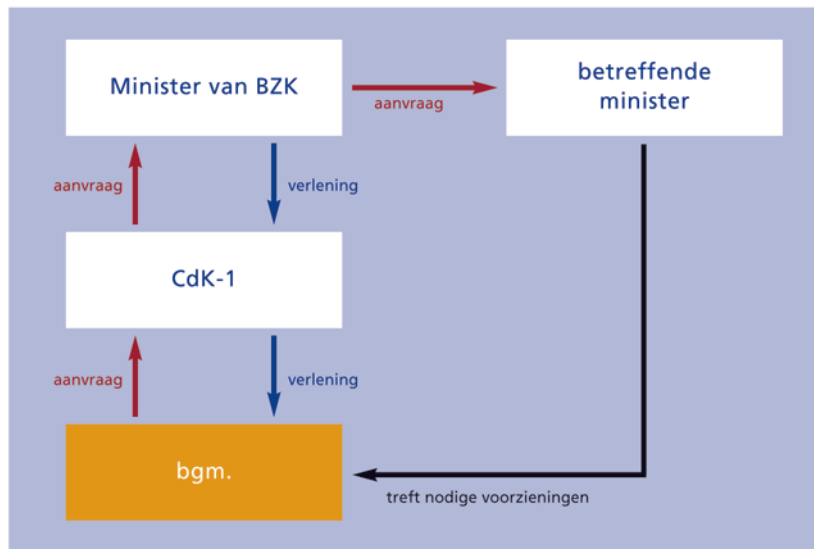 Minister van BZK
aanvraag
betreffende
minister
aanvraag
verlening
CdK-1
aanvraag
verlening
bgm.
treft nodige voorzieningen